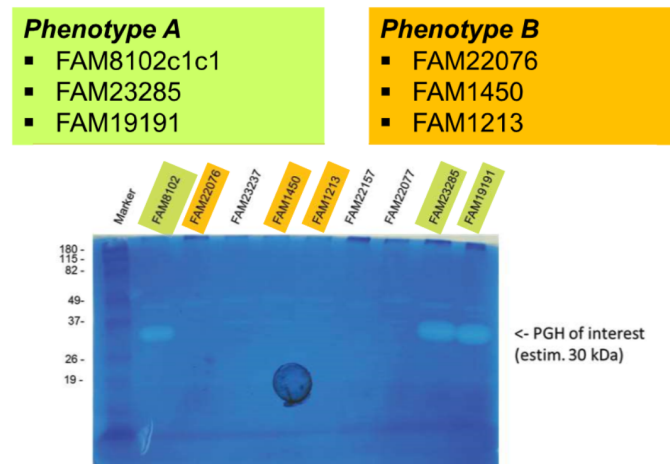 Phenotype A
▪ FAM8102c1c1
▪ FAM23285
▪ FAM19191
Phenotype B
▪ FAM22076
▪ FAM1450
▪ FAM1213
Marker
FAM8102
FAM22076
FAM23237
FAM1450
FAM1213
FAM22157
FAM22077
FAM23285
FAM19191
180 -
115 -
82 -
49-
37-
26 -
19 -
<- PGH of interest
(estim. 30 kDa)